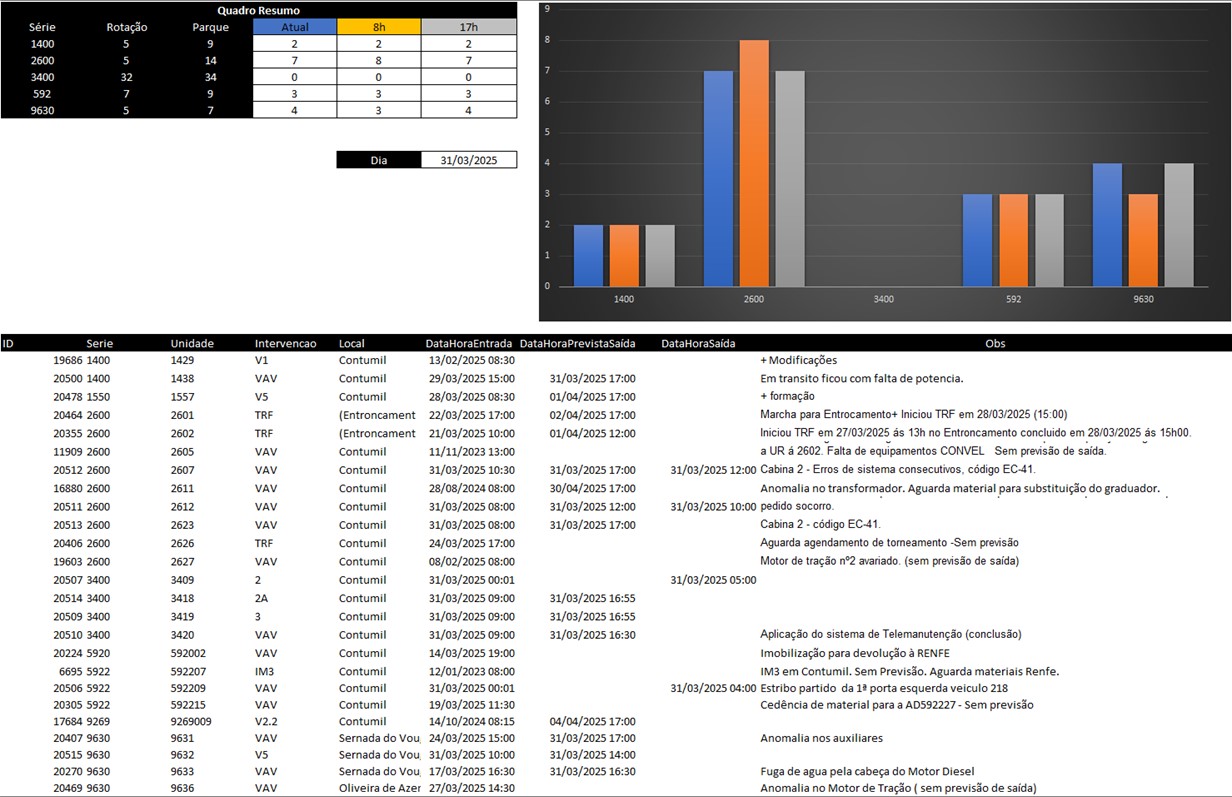 Quadro Resumo
Série Rotação Parque Atual 8h 17h
1400 5 9 2 2 2
2600 5 14 7 8 7
3400 32 34 0 0 0
592 7 9 3 3 3
9630 5 7 4 3 4
Dia 31/03/2025
9
8
7
6
5
4
3
2
1
0
1400 2600 3400 592 9630
ID Serie Unidade Intervencao Local DataHoraEntrada DataHoraPrevistaSaída DataHoraSaída Obs
19686 1400 1429 V1 Contumil 13/02/2025 08:30 + Modificações
20500 1400 1438 VAV Contumil 29/03/2025 15:00 31/03/2025 17:00 Em transito ficou com falta de potencia.
20478 1550 1557 V5 Contumil 28/03/2025 08:30 01/04/2025 17:00 + formação
20464 2600 2601 TRF (Entroncament 22/03/2025 17:00 02/04/2025 17:00 Marcha para Entrocamento+ Iniciou TRF em 28/03/2025 (15:00)
20355 2600 2602 TRF (Entroncament 21/03/2025 10:00 01/04/2025 12:00 Iniciou TRF em 27/03/2025 ás 13h no Entroncamento concluido em 28/03/2025 ás 15h00.
11909 2600 2605 VAV Contumil 11/11/2023 13:00 a UR á 2602. Falta de equipamentos CONVEL Sem previsão de saída.
20512 2600 2607 VAV Contumil 31/03/2025 10:30 31/03/2025 17:00 31/03/2025 12:00 Cabina 2 - Erros de sistema consecutivos, código EC-41.
16880 2600 2611 VAV Contumil 28/08/2024 08:00 30/04/2025 17:00 Anomalia no transformador. Aguarda material para substituição do graduador.
20511 2600 2612 VAV Contumil 31/03/2025 08:00 31/03/2025 12:00 31/03/2025 10:00 pedido socorro.
20513 2600 2623 VAV Contumil 31/03/2025 08:00 31/03/2025 17:00 Cabina 2 - código EC-41.
20406 2600 2626 TRF Contumil 24/03/2025 17:00 Aguarda agendamento de torneamento -Sem previsão
19603 2600 2627 VAV Contumil 08/02/2025 08:00 Motor de tração nº2 avariado. (sem previsão de saída)
20507 3400 3409 2 Contumil 31/03/2025 00:01 31/03/2025 05:00
20514 3400 3418 2A Contumil 31/03/2025 09:00 31/03/2025 16:55
20509 3400 3419 3 Contumil 31/03/2025 09:00 31/03/2025 16:55
20510 3400 3420 VAV Contumil 31/03/2025 09:00 31/03/2025 16:30 Aplicação do sistema de Telemanutenção (conclusão)
20224 5920 592002 VAV Contumil 14/03/2025 19:00 Imobilização para devolução à RENFE
6695 5922 592207 IM3 Contumil 12/01/2023 08:00 IM3 em Contumil. Sem Previsão. Aguarda materiais Renfe.
20506 5922 592209 VAV Contumil 31/03/2025 00:01 31/03/2025 04:00 Estribo partido da 1ª porta esquerda veiculo 218
20305 5922 592215 VAV Contumil 19/03/2025 11:30 Cedência de material para a AD592227 - Sem previsão
17684 9269 9269009 V2.2 Contumil 14/10/2024 08:15 04/04/2025 17:00
20407 9630 9631 VAV Sernada do Vou 24/03/2025 15:00 31/03/2025 17:00 Anomalia nos auxiliares
20515 9630 9632 V5 Sernada do Vou 31/03/2025 10:00 31/03/2025 14:00
20270 9630 9633 VAV Sernada do Vou 17/03/2025 16:30 31/03/2025 16:30 Fuga de agua pela cabeça do Motor Diesel
20469 9630 9636 VAV Oliveira de Azer 27/03/2025 14:30 Anomalia no Motor de Tração ( sem previsão de saída)